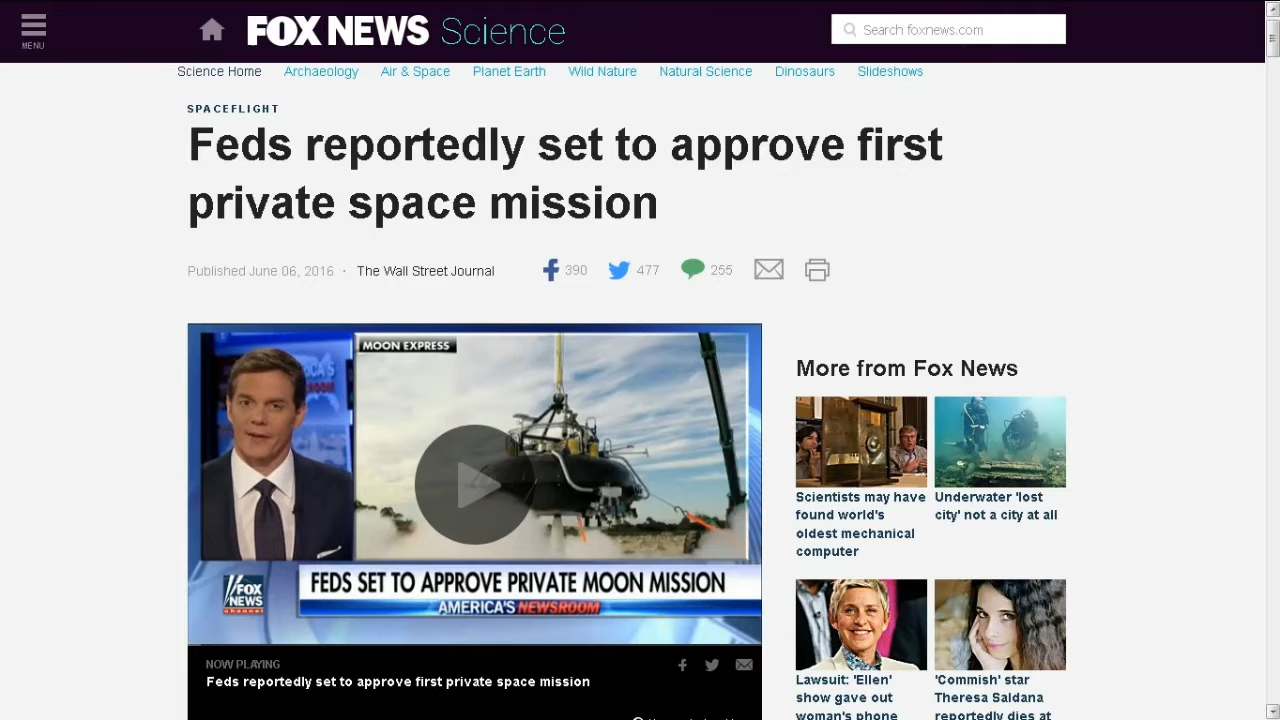 MENU
FOX NEWS Science
Search foxnews.com
Science Home Archaeology Air & Space Planet Earth Wild Nature Natural Science Dinosaurs Slideshows
SPACEFLIGHT
Feds reportedly set to approve first
private space mission
Published June 06, 2016 · The Wall Street Journal 390 477 255
MOON EXPRESS
FEDS SET TO APPROVE PRIVATE MOON MISSION
FOX
NEWS
channel
AMERICA'S NEWSROOM
NOW PLAYING
Feds reportedly set to approve first private space mission
More from Fox News
Scientists may have
found world's
oldest mechanical
computer
Underwater 'lost
city' not a city at all
Lawsuit: 'Ellen'
show gave out
woman's phone
'Commish' star
Theresa Saldana
reportedly dies at